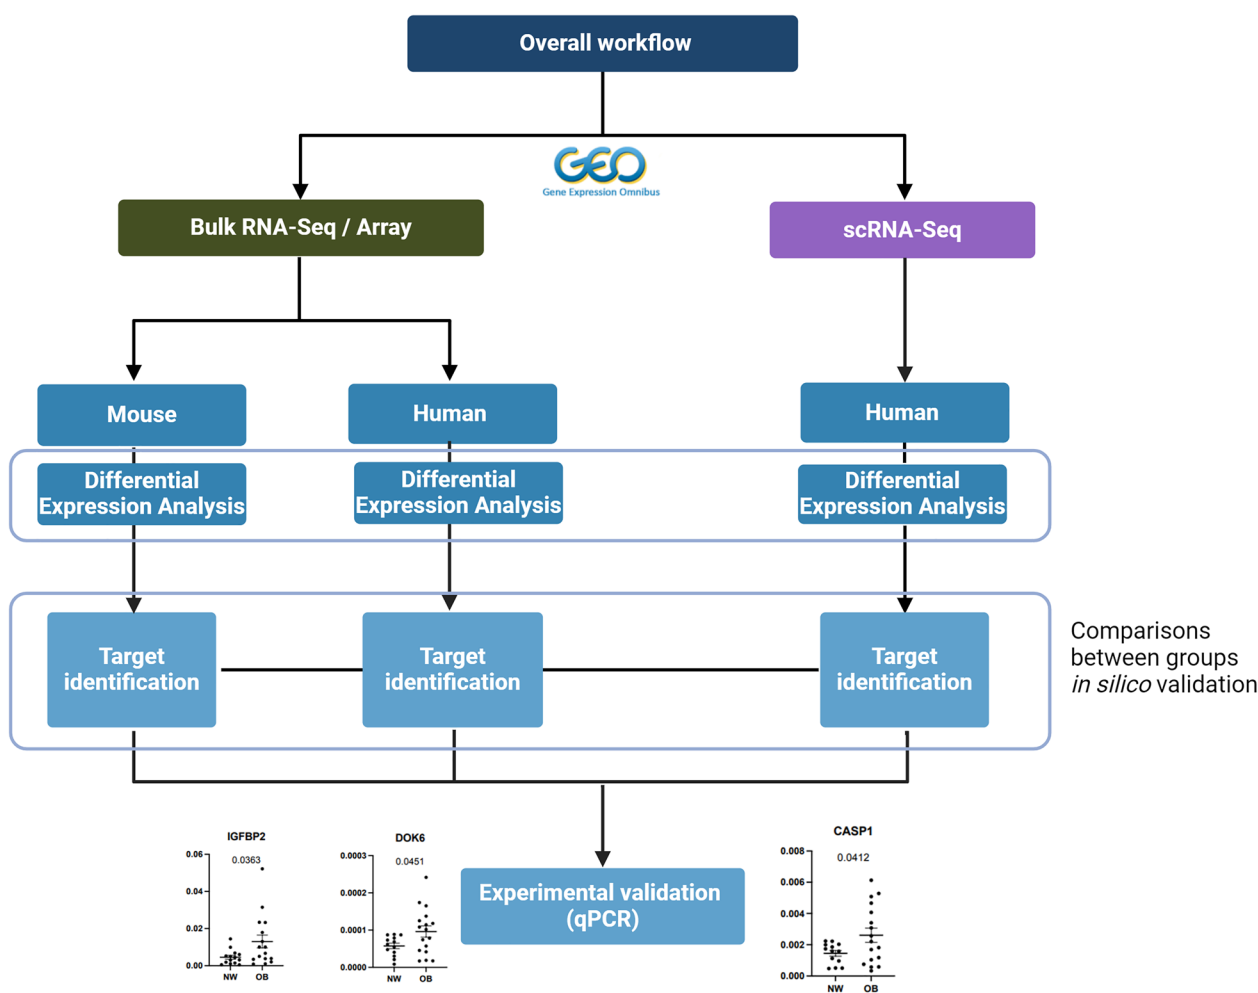 Overall workflow
GEO
Gene Expression Omnibus
Bulk RNA-Seq / Array
scRNA-Seq
Mouse
Human
Human
Differential
Expression Analysis
Differential
Expression Analysis
Differential
Expression Analysis
Target
identification
Target
identification
Target
identification
Comparisons
between groups
in silico validation
IGFBP2
0.0363
0.06
0.04
0.02
0.00
NW
OB
DOK6
0.0451
0.0003
0.0002
0.0001
0.0000
NW
OB
Experimental validation
(qPCR)
CASP1
0.0412
0.008
0.006
0.004
0.002
0.000
NW
OB